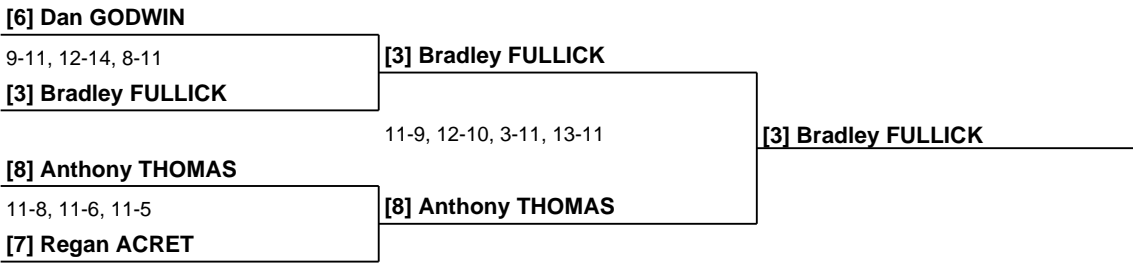 [6] Dan GODWIN
9-11, 12-14, 8-11
[3] Bradley FULLICK
[3] Bradley FULLICK
11-9, 12-10, 3-11, 13-11
[3] Bradley FULLICK
[8] Anthony THOMAS
11-8, 11-6, 11-5
[8] Anthony THOMAS
[7] Regan ACRET